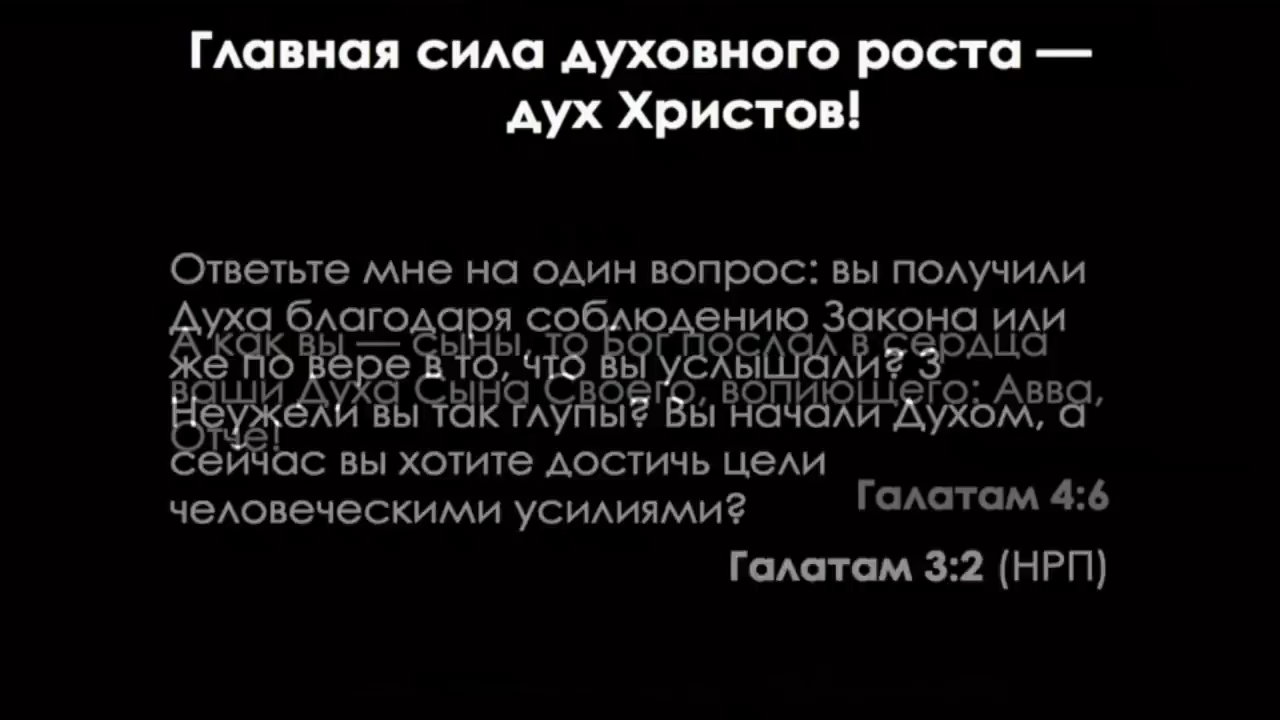 Главная сила духовного роста —
дух Христов!
Ответьте мне на один вопрос: вы получили
Духа благодаря соблюдению Закона или
же по вере в то, что вы услышали? 3
Неужели вы так глупы? Вы начали Духом, а
сейчас вы хотите достичь цели
человеческими усилиями?
Галатам 3:2 (НРП)
А как вы — сыны, то Бог послал в сердца
ваши Духа Сына Своего, вопиющего: Авва,
Отче!
Галатам 4:6